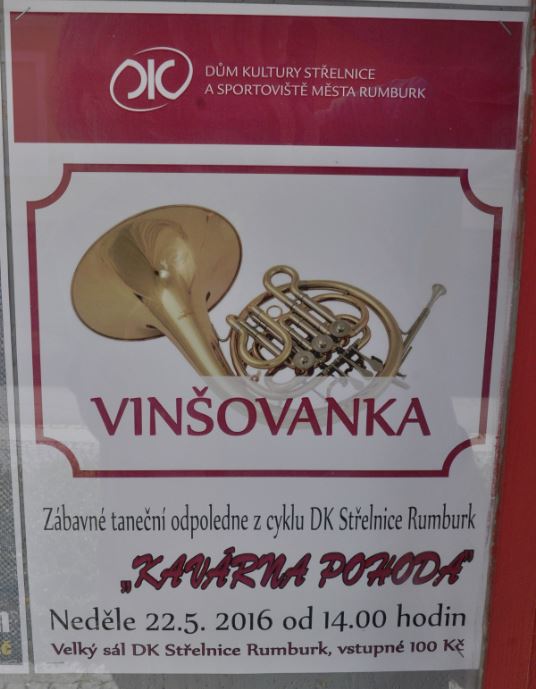 DK
DŮM KULTURY STŘELNICE
A SPORTOVIŠTĚ MĚSTA RUMBURK
VINŠOVANKA
Zábavné taneční odpoledne z cyklu DK Střelnice Rumburk
„KAVÁRNA POHODA"
Neděle 22.5. 2016 od 14.00 hodin
Velký sál DK Střelnice Rumburk, vstupné 100 Kč